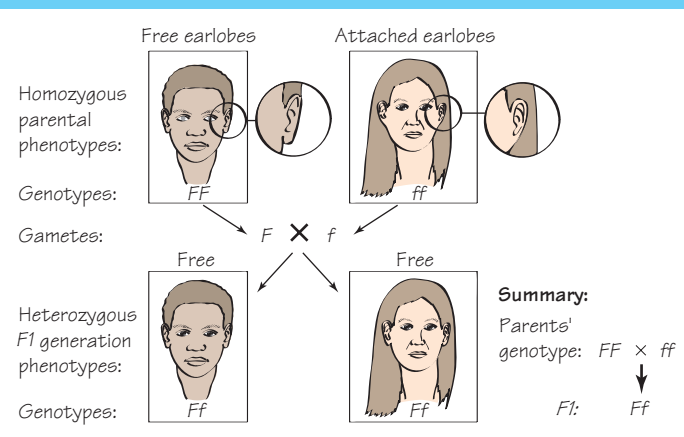 Free earlobes
Attached earlobes
Homozygous
parental
phenotypes:
Genotypes:
FF
ff
Gametes:
F × f
Free
Free
Heterozygous
F1 generation
phenotypes:
Genotypes:
Ff
Ff
Summary:
Parents'
genotype: FF × ff
F1: Ff